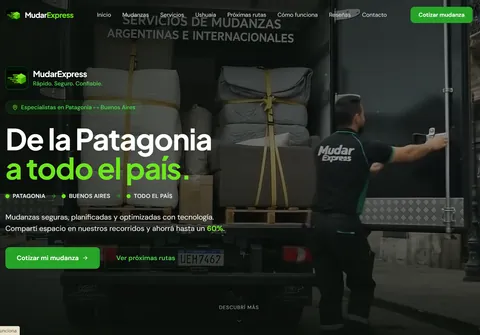 MudarExpress
Inicio Mudanzas Servicios Ushuaia Próximas rutas Cómo funciona Reseñas Contacto
Cotizar mudanza
SERVICIOS DE MUDANZAS
ARGENTINAS E INTERNACIONALES
MudarExpress
Rápido. Seguro. Confiable.
Especialistas en Patagonia ↔ Buenos Aires
De la Patagonia
a todo el país.
PATAGONIA → BUENOS AIRES → TODO EL PAÍS
Mudanzas seguras, planificadas y optimizadas con tecnología.
Compartí espacio en nuestros recorridos y ahorrá hasta un 60%.
Cotizar mi mudanza →
Ver próximas rutas
Mudar
Express
DESCUBRÍ MÁS